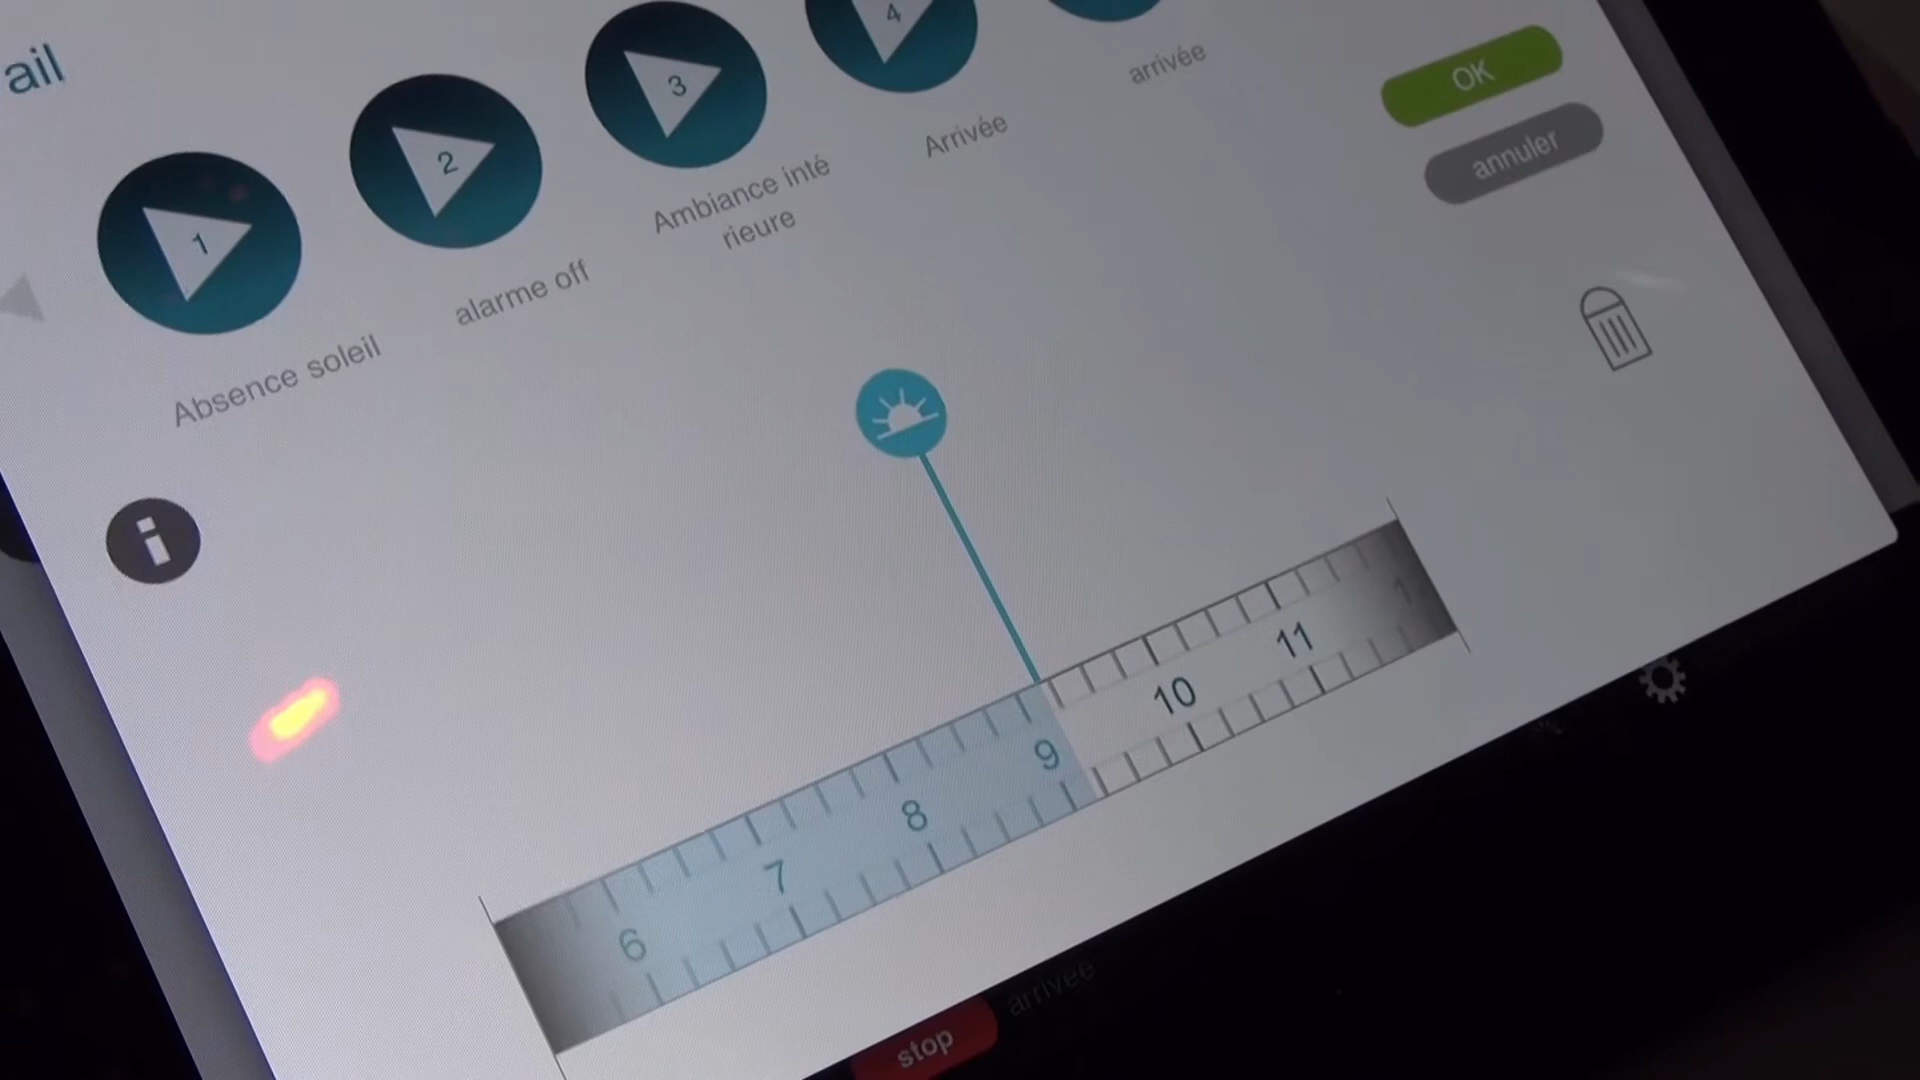 ail
1
2
3
4
Absence soleil
alarme off
Ambiance inté
rieure
Arrivée
arrivée
OK
annuler
i
6 7 8 9 10 11
stop
arrivée